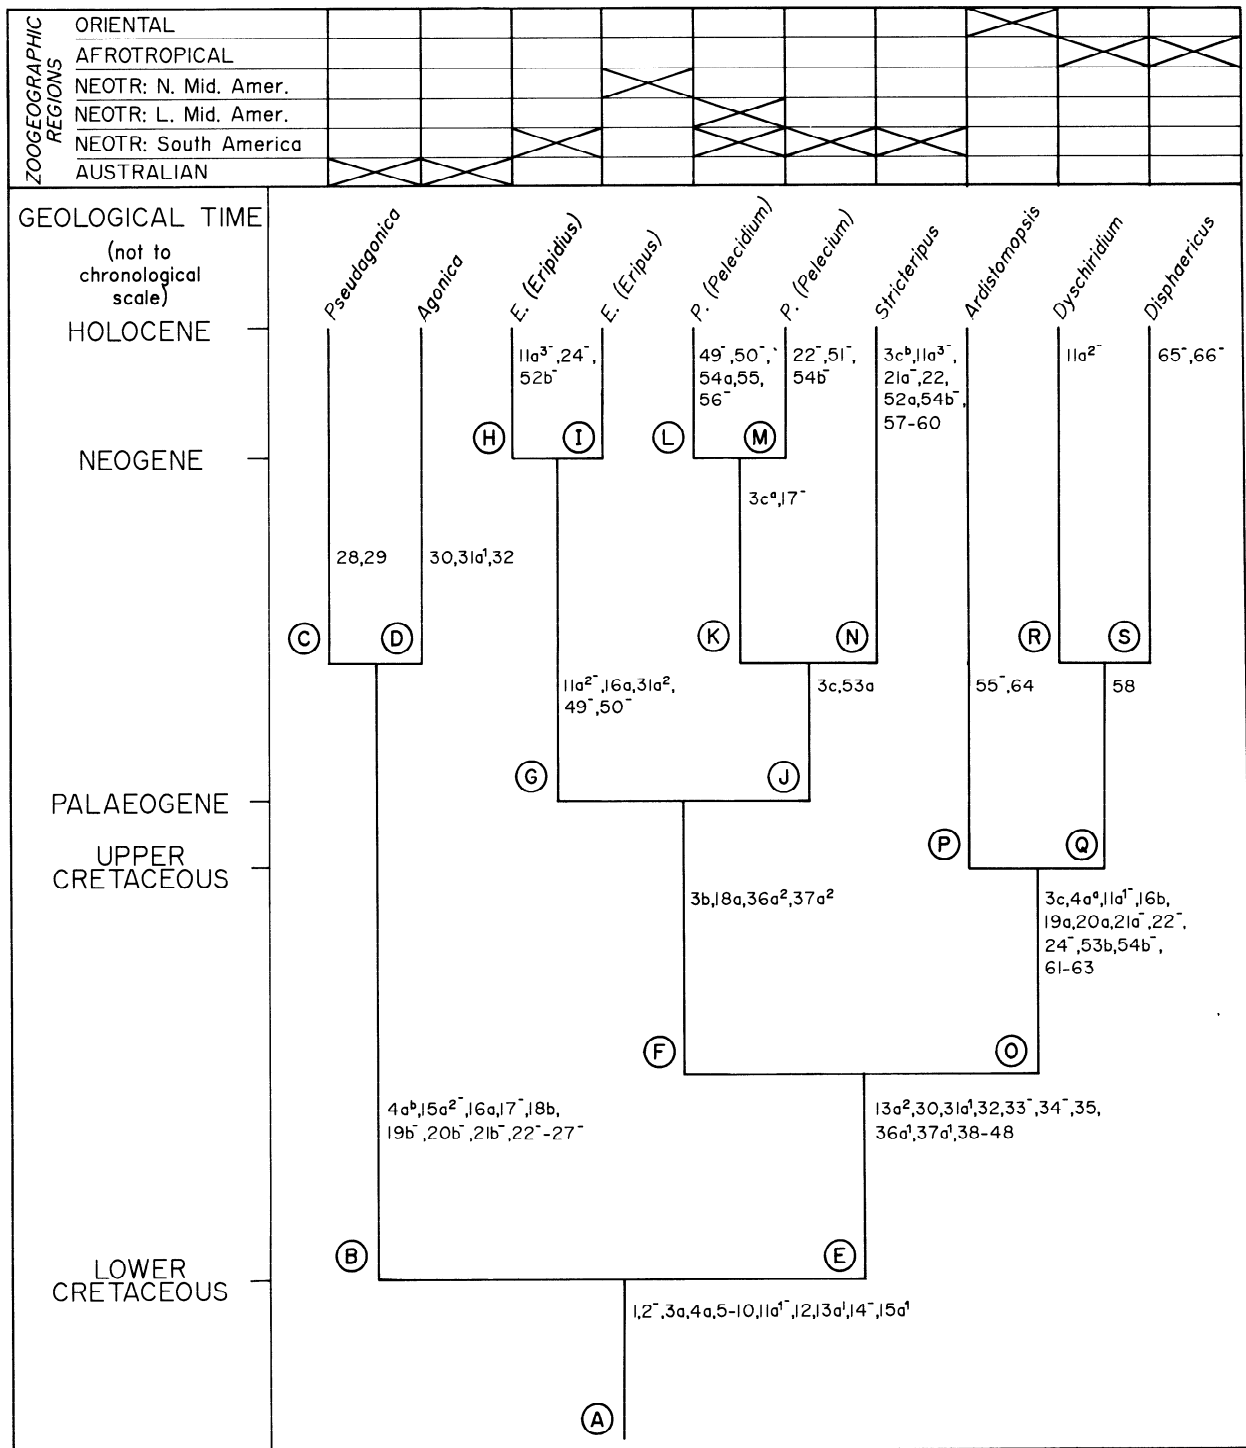 ZOOGEOGRAPHIC
REGIONS
ORIENTAL
AFROTROPICAL
NEOTR: N. Mid. Amer.
NEOTR: L. Mid. Amer.
NEOTR: South America
AUSTRALIAN
GEOLOGICAL TIME
(not to
chronological
scale)
Pseudagonica
Agonica
E. (Eripidius)
E. (Eripus)
P. (Pelecidium)
P. (Pelecium)
Stricteripus
Ardistomopsis
Dyschiridium
Disphaericus
HOLOCENE
11a³⁻,24⁻,
52b⁻
49⁻,50⁻,
54a,55,
56⁻
22⁻,51⁻,
54b⁻
3cᵇ,11a³⁻,
21a⁻,22,
52a,54b⁻,
57-60
11a²⁻
65⁻,66⁻
H
I
L
M
NEOGENE
3cᵃ,17⁻
28,29
30,31a¹,32
C
D
K
N
R
S
11a²⁻,16a,31a²,
49⁻,50⁻
3c,53a
55⁻,64
58
G
J
PALAEOGENE
P
Q
UPPER
CRETACEOUS
3b,18a,36a²,37a²
3c,4aᵃ,11a¹⁻,16b,
19a,20a,21a⁻,22⁻,
24⁻,53b,54b⁻,
61-63
F
O
4aᵇ,15a²⁻,16a,17⁻,18b,
19b⁻,20b⁻,21b⁻,22⁻-27⁻
13a²,30,31a¹,32,33⁻,34⁻,35,
36a¹,37a¹,38-48
B
E
LOWER
CRETACEOUS
1,2⁻,3a,4a,5-10,11a¹⁻,12,13a¹,14⁻,15a¹
A